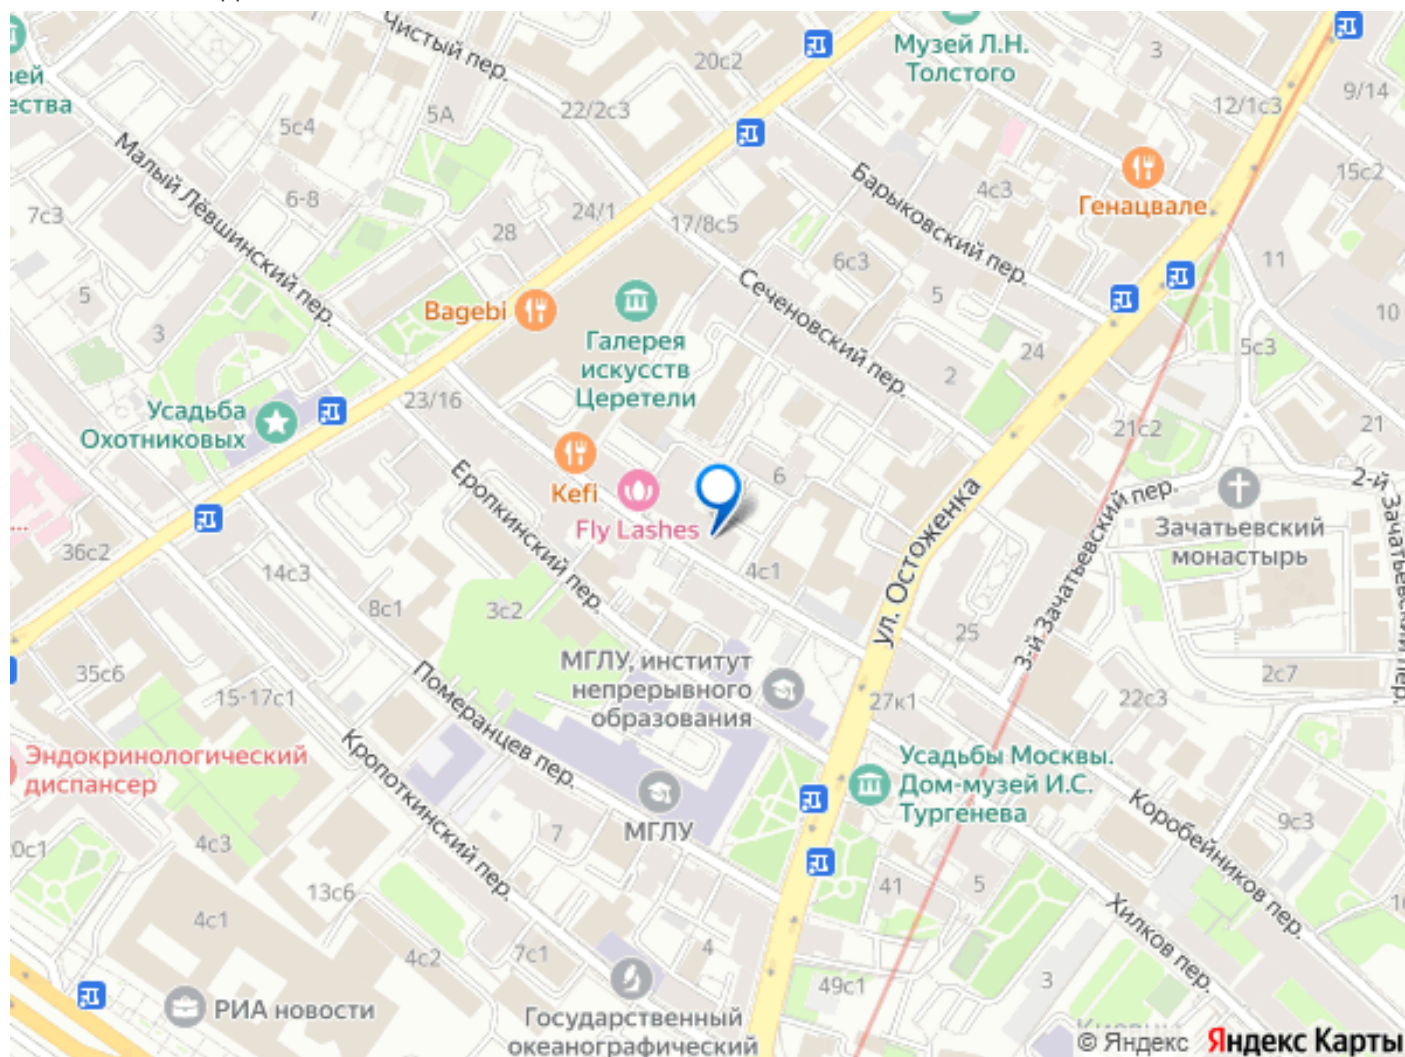 Чистый пер.
20с2
Музей Л.Н.
Толстого
3
9/14
12/1с3
зей
ества
5А
22/2с3
5с4
15с2
Малый Лёвшинский пер.
6-8
Барыковский пер.
4с3
Генацвале
7с3
24/1
17/8с5
28
6с3
11
Сеченовский пер.
5
5
10
Bagebi
3
Галерея
искусств
Церетели
24
5с3
2
23/16
Усадьба
Охотниковых
21с2
21
Еропкинский пер.
Kefi
6
Fly Lashes
ул. Остоженка
3-й Зачатьевский пер.
2-й Зачатьевский пер.
Зачатьевский
монастырь
36с2
14с3
4с1
8с1
3с2
25
35с6
МГЛУ, институт
непрерывного
образования
2с7
15-17с1
27к1
22с3
Померанцев пер.
Эндокринологический
диспансер
Кропоткинский пер.
Усадьбы Москвы.
Дом-музей И.С.
Тургенева
МГЛУ
7
Коробейников пер.
9с3
0с1
4с3
13с6
41
5
Хилков пер.
4с1
4с2
7с1
4
49с1
3
РИА новости
Государственный
океанографический
© Яндекс Яндекс Карты